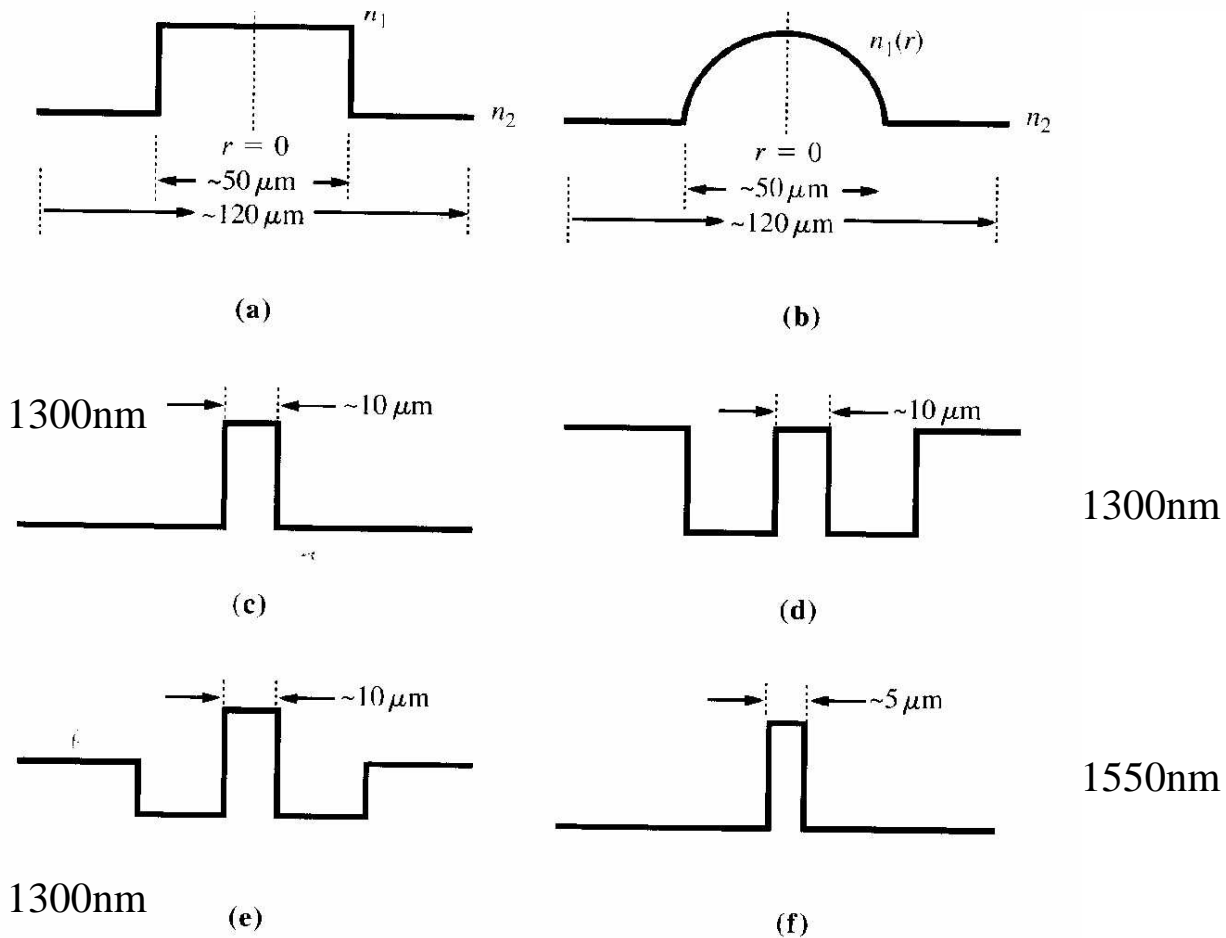 n₁
n₂
r = 0
~50 μm
~120 μm
(a)
n₁(r)
n₂
r = 0
~50 μm
~120 μm
(b)
1300nm
~10 μm
(c)
~10 μm
1300nm
(d)
~10 μm
1300nm
(e)
~5 μm
1550nm
(f)